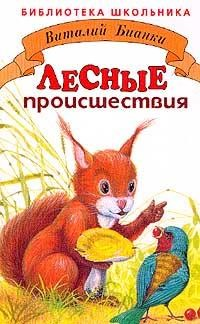 БИБЛИОТЕКА ШКОЛЬНИКА
Виталий Бианки
ЛЕСНЫЕ
происшествия